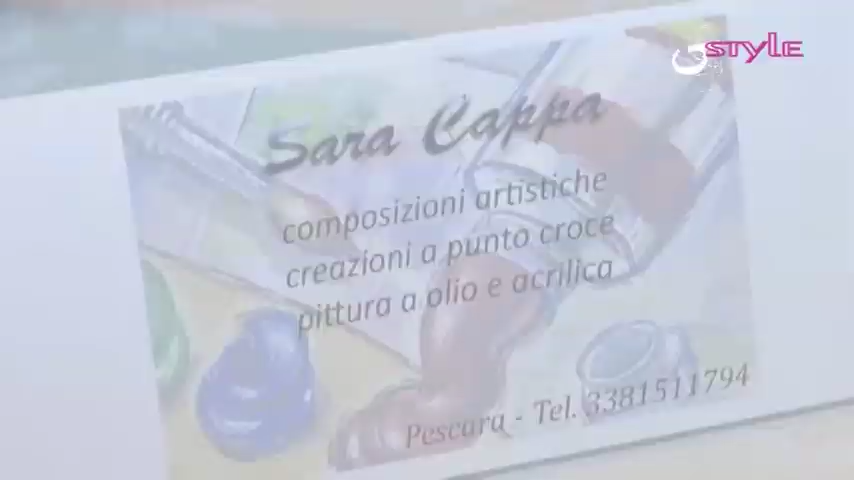 STYLE
Sara Cappa
composizioni artistiche
creazioni a punto croce
pittura a olio e acrilica
Pescara - Tel. 3381511794